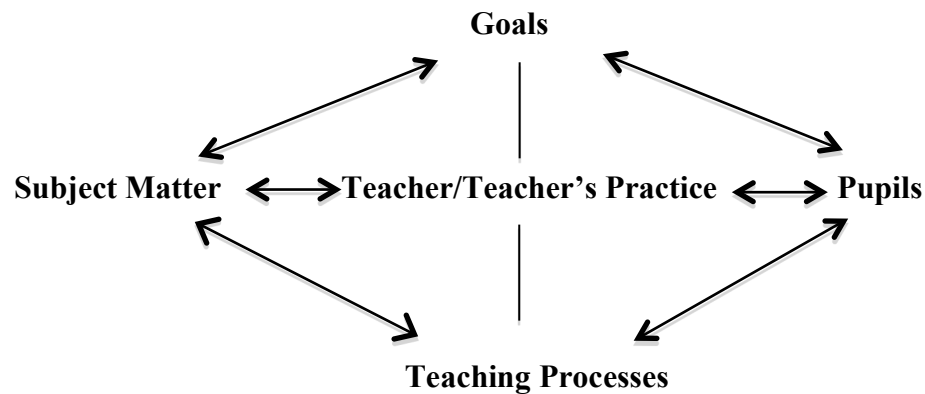 Goals
Subject Matter Teacher/Teacher’s Practice Pupils
Teaching Processes